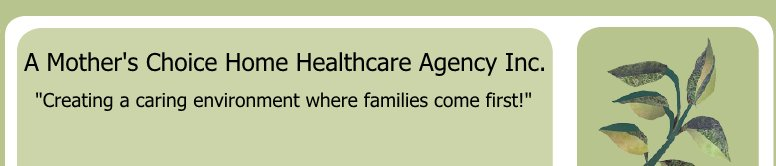 A Mother's Choice Home Healthcare Agency Inc.
"Creating a caring environment where families come first!"